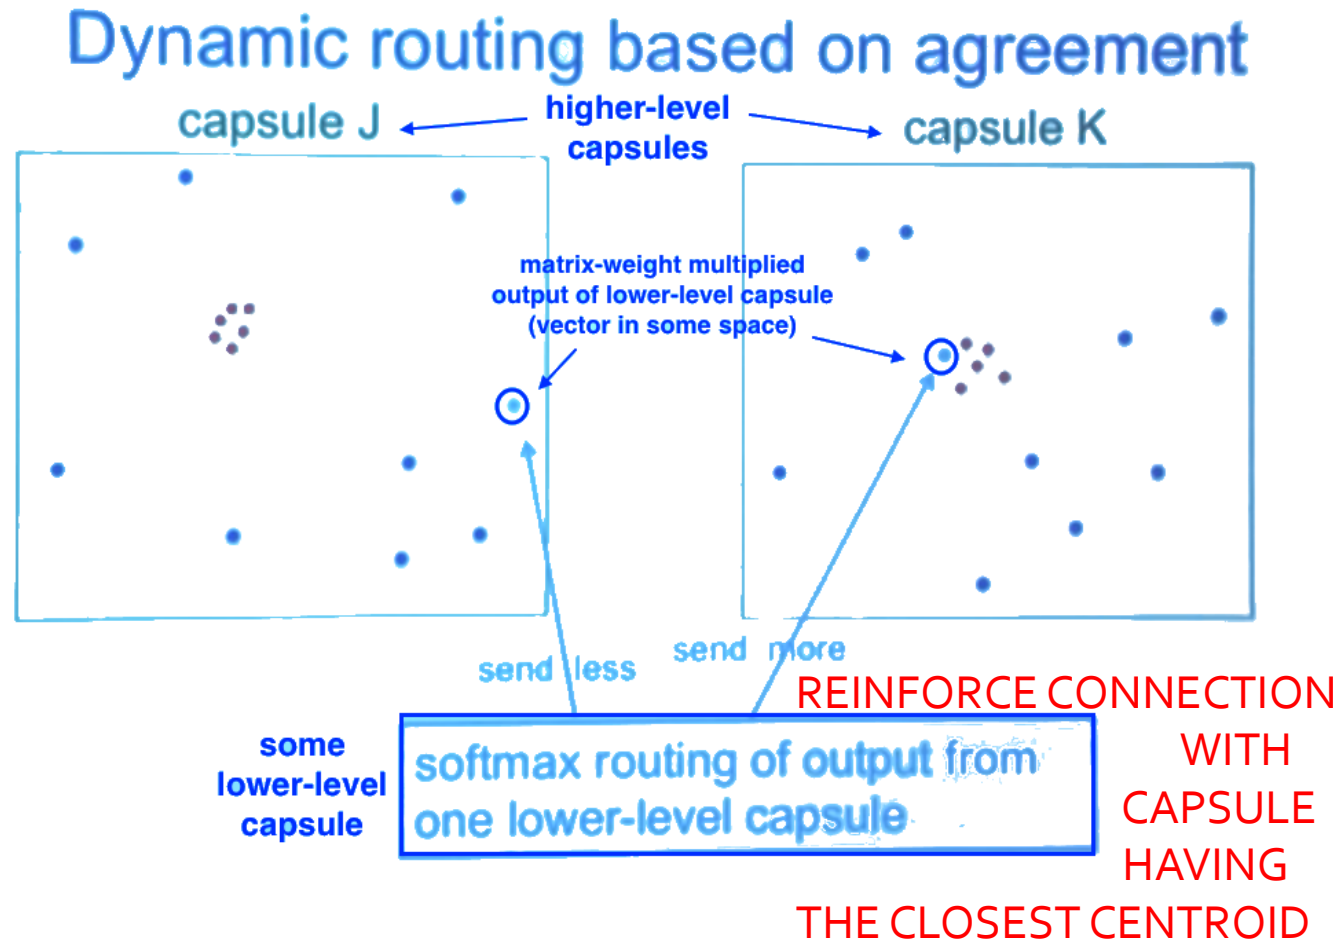 Dynamic routing based on agreement
capsule J
higher-level
capsules
capsule K
matrix-weight multiplied
output of lower-level capsule
(vector in some space)
send less
send more
REINFORCE CONNECTION
WITH
CAPSULE
HAVING
THE CLOSEST CENTROID
some
lower-level
capsule
softmax routing of output from
one lower-level capsule